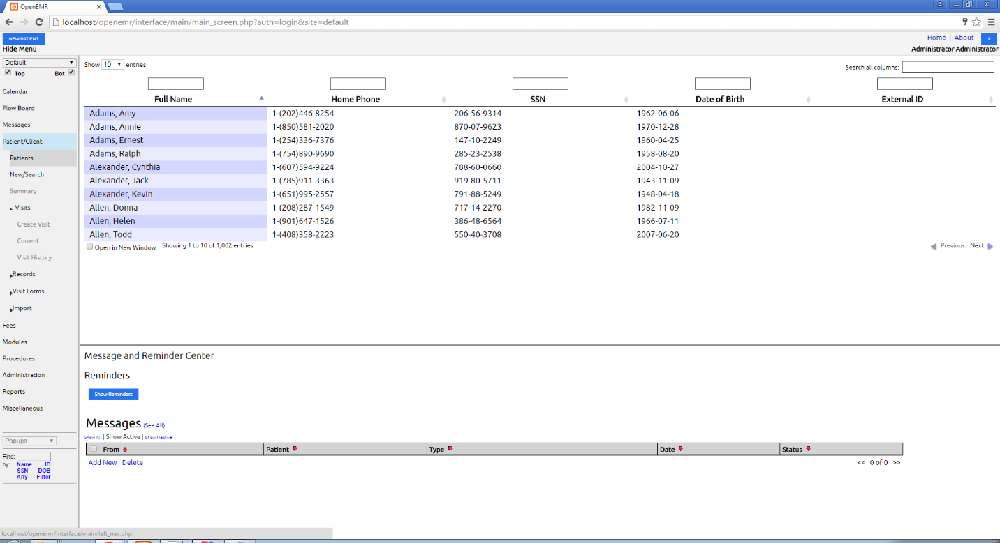 OpenEMR
localhost/openemr/interface/main/main_screen.php?auth=login&site=default
NEW PATIENT
Home | About x
Hide Menu
Administrator Administrator
Default
Top Bot
Calendar
Flow Board
Messages
Patient/Client
Patients
New/Search
Summary
Visits
Create Visit
Current
Visit History
Records
Visit Forms
Import
Fees
Modules
Procedures
Administration
Reports
Miscellaneous
Popups
Find:
by: Name ID
SSN DOB
Any Filter
Show 10 entries
Search all columns:
Full Name Home Phone SSN Date of Birth External ID
Adams, Amy 1-(202)446-8254 206-56-9314 1962-06-06
Adams, Annie 1-(850)581-2020 870-07-9623 1970-12-28
Adams, Ernest 1-(254)336-7376 147-10-2249 1960-04-25
Adams, Ralph 1-(754)890-9690 285-23-2538 1958-08-20
Alexander, Cynthia 1-(607)594-9224 788-60-0660 2004-10-27
Alexander, Jack 1-(785)911-3363 919-80-5711 1943-11-09
Alexander, Kevin 1-(651)995-2557 791-88-5249 1948-04-18
Allen, Donna 1-(208)287-1549 717-14-2270 1982-11-09
Allen, Helen 1-(901)647-1526 386-48-6564 1966-07-11
Allen, Todd 1-(408)358-2223 550-40-3708 2007-06-20
Open in New Window Showing 1 to 10 of 1,002 entries Previous Next
Message and Reminder Center
Reminders
Show Reminders
Messages (See All)
Show All | Show Active | Show Inactive
From Patient Type Date Status
Add New Delete << 0 of 0 >>
localhost/openemr/interface/main/left_nav.php